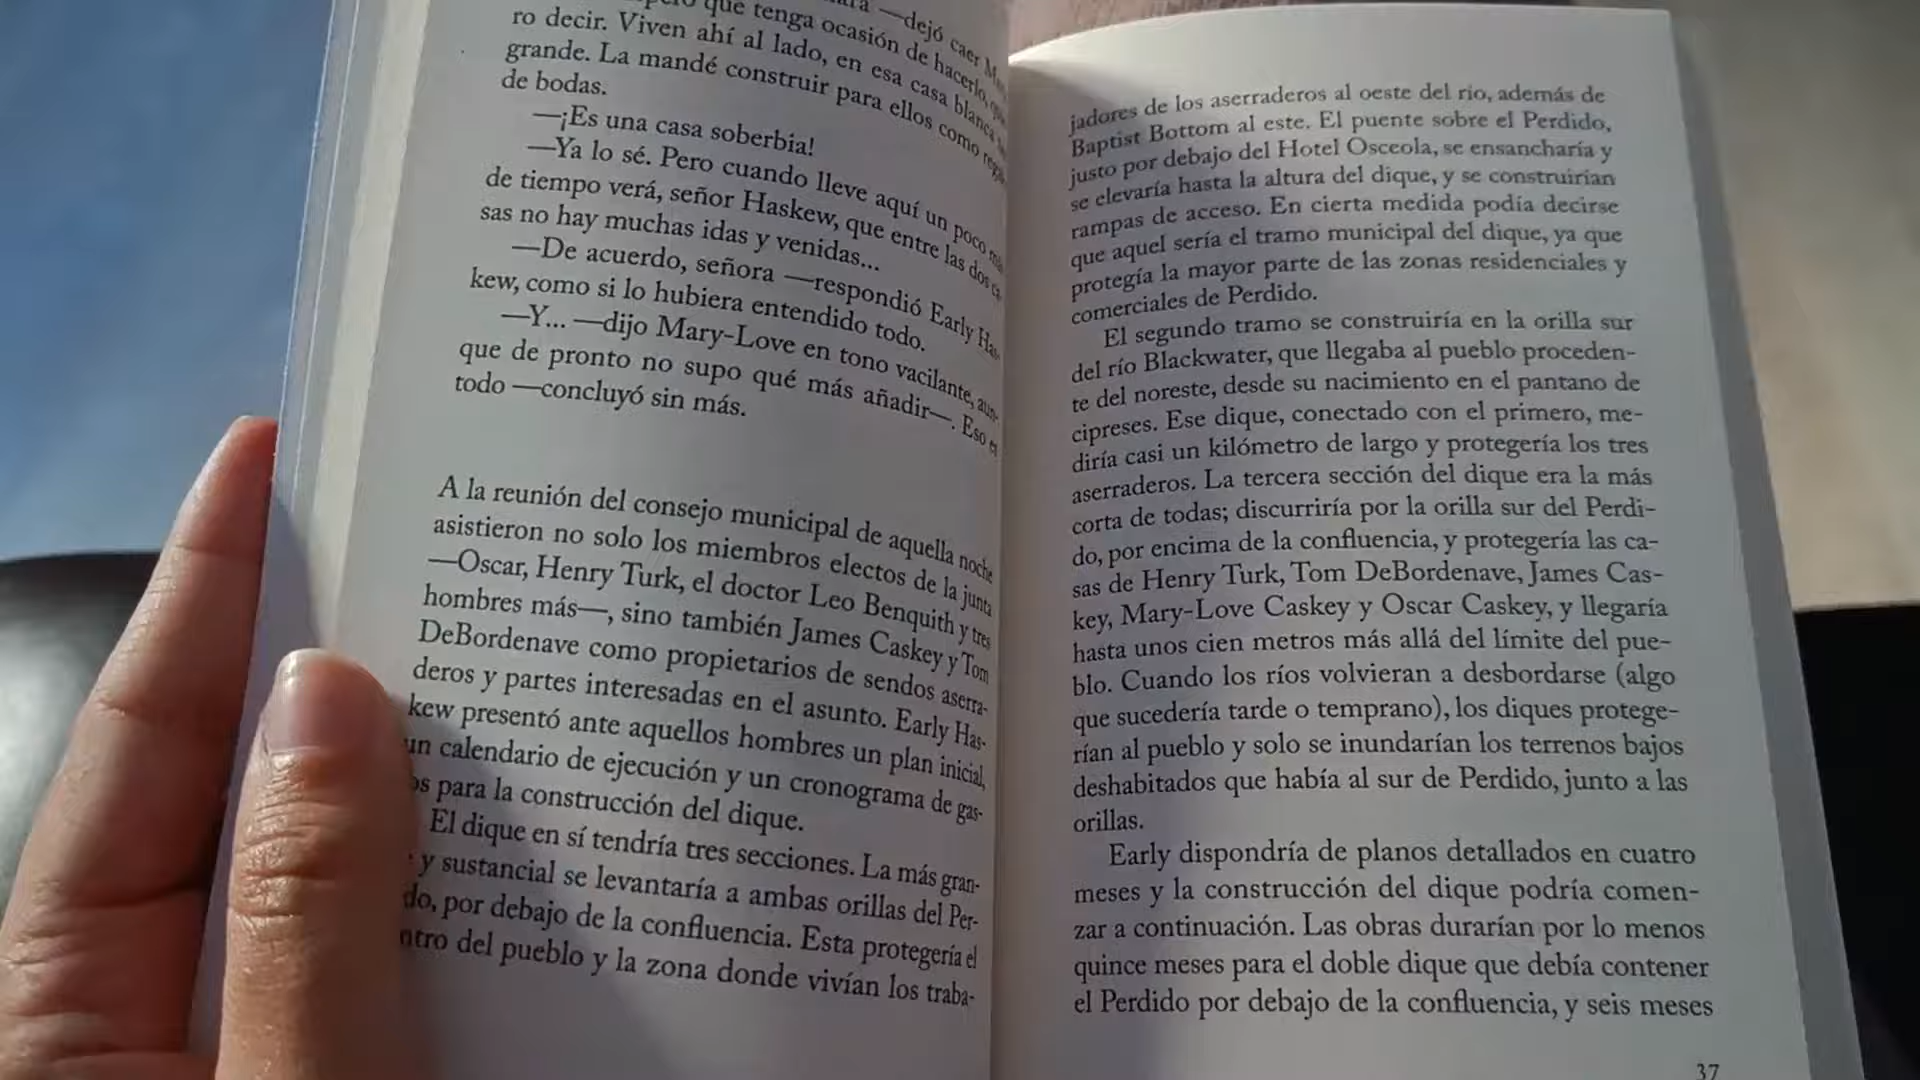 —dejó caer
que tenga ocasión de hacerlo,
ro decir. Viven ahí al lado, en esa casa blanca
grande. La mandé construir para ellos como
de bodas.
—¡Es una casa soberbia!
—Ya lo sé. Pero cuando lleve aquí un poco
de tiempo verá, señor Haskew, que entre las dos ca-
sas no hay muchas idas y venidas...
—De acuerdo, señora —respondió Early Has-
kew, como si lo hubiera entendido todo.
—Y... —dijo Mary-Love en tono vacilante, aun-
que de pronto no supo qué más añadir—. Eso
todo —concluyó sin más.
A la reunión del consejo municipal de aquella noche
asistieron no solo los miembros electos de la junta
—Oscar, Henry Turk, el doctor Leo Benquith y tres
hombres más—, sino también James Caskey y Tom
DeBordenave como propietarios de sendos aserra-
deros y partes interesadas en el asunto. Early Has-
kew presentó ante aquellos hombres un plan inicial,
un calendario de ejecución y un cronograma de gas-
os para la construcción del dique.
El dique en sí tendría tres secciones. La más gran-
y sustancial se levantaría a ambas orillas del Per-
do, por debajo de la confluencia. Esta protegería el
ntro del pueblo y la zona donde vivían los traba-
jadores de los aserraderos al oeste del río, además de
Baptist Bottom al este. El puente sobre el Perdido,
justo por debajo del Hotel Osceola, se ensancharía y
se elevaría hasta la altura del dique, y se construirían
rampas de acceso. En cierta medida podía decirse
que aquel sería el tramo municipal del dique, ya que
protegía la mayor parte de las zonas residenciales y
comerciales de Perdido.
El segundo tramo se construiría en la orilla sur
del río Blackwater, que llegaba al pueblo proceden-
te del noreste, desde su nacimiento en el pantano de
cipreses. Ese dique, conectado con el primero, me-
diría casi un kilómetro de largo y protegería los tres
aserraderos. La tercera sección del dique era la más
corta de todas; discurriría por la orilla sur del Perdi-
do, por encima de la confluencia, y protegería las ca-
sas de Henry Turk, Tom DeBordenave, James Cas-
key, Mary-Love Caskey y Oscar Caskey, y llegaría
hasta unos cien metros más allá del límite del pue-
blo. Cuando los ríos volvieran a desbordarse (algo
que sucedería tarde o temprano), los diques protege-
rían al pueblo y solo se inundarían los terrenos bajos
deshabitados que había al sur de Perdido, junto a las
orillas.
Early dispondría de planos detallados en cuatro
meses y la construcción del dique podría comen-
zar a continuación. Las obras durarían por lo menos
quince meses para el doble dique que debía contener
el Perdido por debajo de la confluencia, y seis meses
37